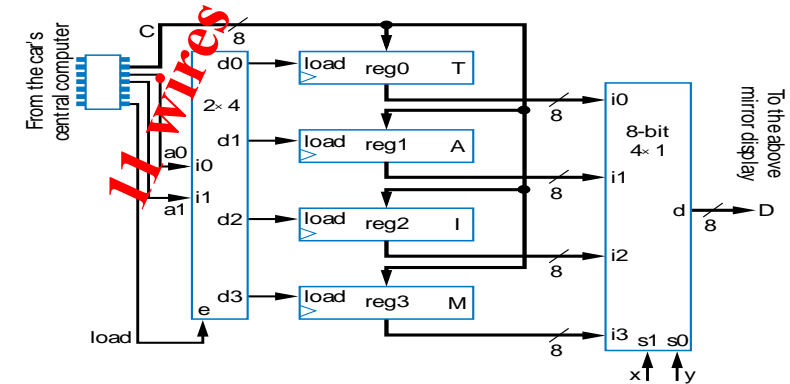 C
8
From the car's
central computer
11 wires
d0
load
reg0
T
2×4
i0
8
d1
load
reg1
A
8-bit
4×1
To the above
mirror display
a0
i0
i1
8
i1
a1
d2
load
reg2
I
d
8
D
i2
8
d3
load
reg3
M
e
load
i3
8
s1
s0
x
y